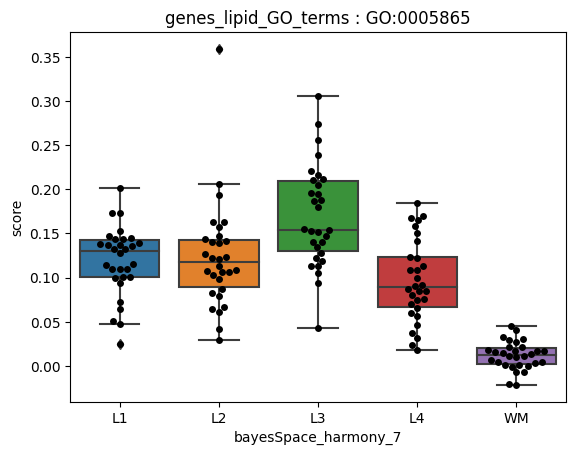 genes_lipid_GO_terms : GO:0005865
0.35
0.30
0.25
0.20
0.15
0.10
0.05
0.00
score
L1 L2 L3 L4 WM
bayesSpace_harmony_7